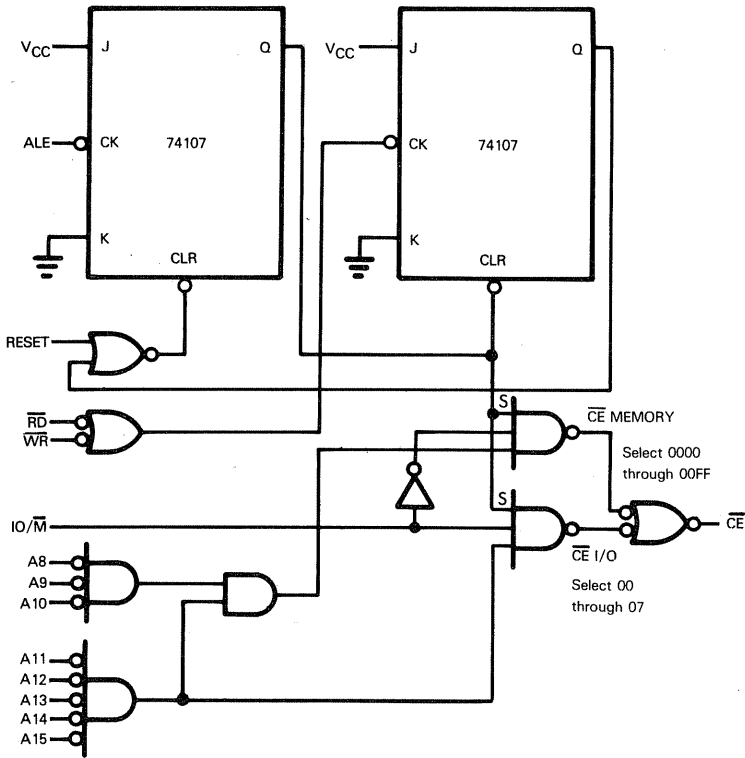 VCC
J
Q
ALE
CK
74107
K
CLR
VCC
J
Q
CK
74107
K
CLR
RESET
RD
WR
S
CE MEMORY
Select 0000
through 00FF
S
IO/M
CE
CE I/O
Select 00
through 07
A8
A9
A10
A11
A12
A13
A14
A15